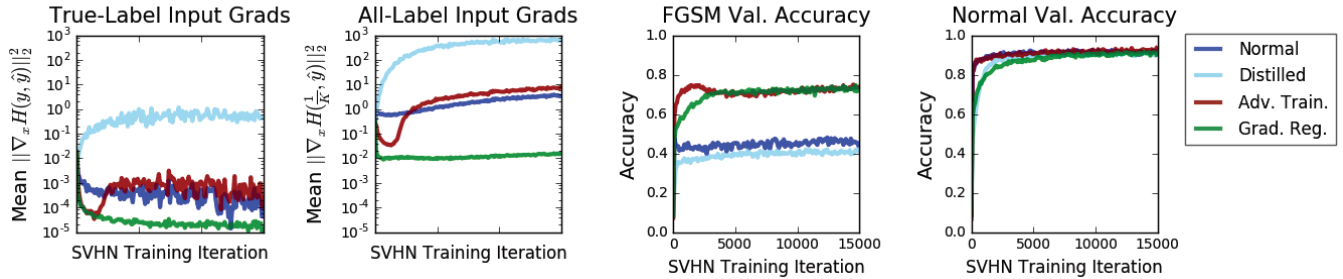 True-Label Input Grads
Mean ||∇ₓH(y, ŷ)||₂²
10³
10²
10¹
10⁰
10⁻¹
10⁻²
10⁻³
10⁻⁴
10⁻⁵
SVHN Training Iteration
All-Label Input Grads
Mean ||∇ₓH(1/K, ŷ)||₂²
10³
10²
10¹
10⁰
10⁻¹
10⁻²
10⁻³
10⁻⁴
10⁻⁵
SVHN Training Iteration
FGSM Val. Accuracy
Accuracy
1.0
0.8
0.6
0.4
0.2
0.0
0 5000 10000 15000
SVHN Training Iteration
Normal Val. Accuracy
Accuracy
1.0
0.8
0.6
0.4
0.2
0.0
0 5000 10000 15000
SVHN Training Iteration
Normal
Distilled
Adv. Train.
Grad. Reg.